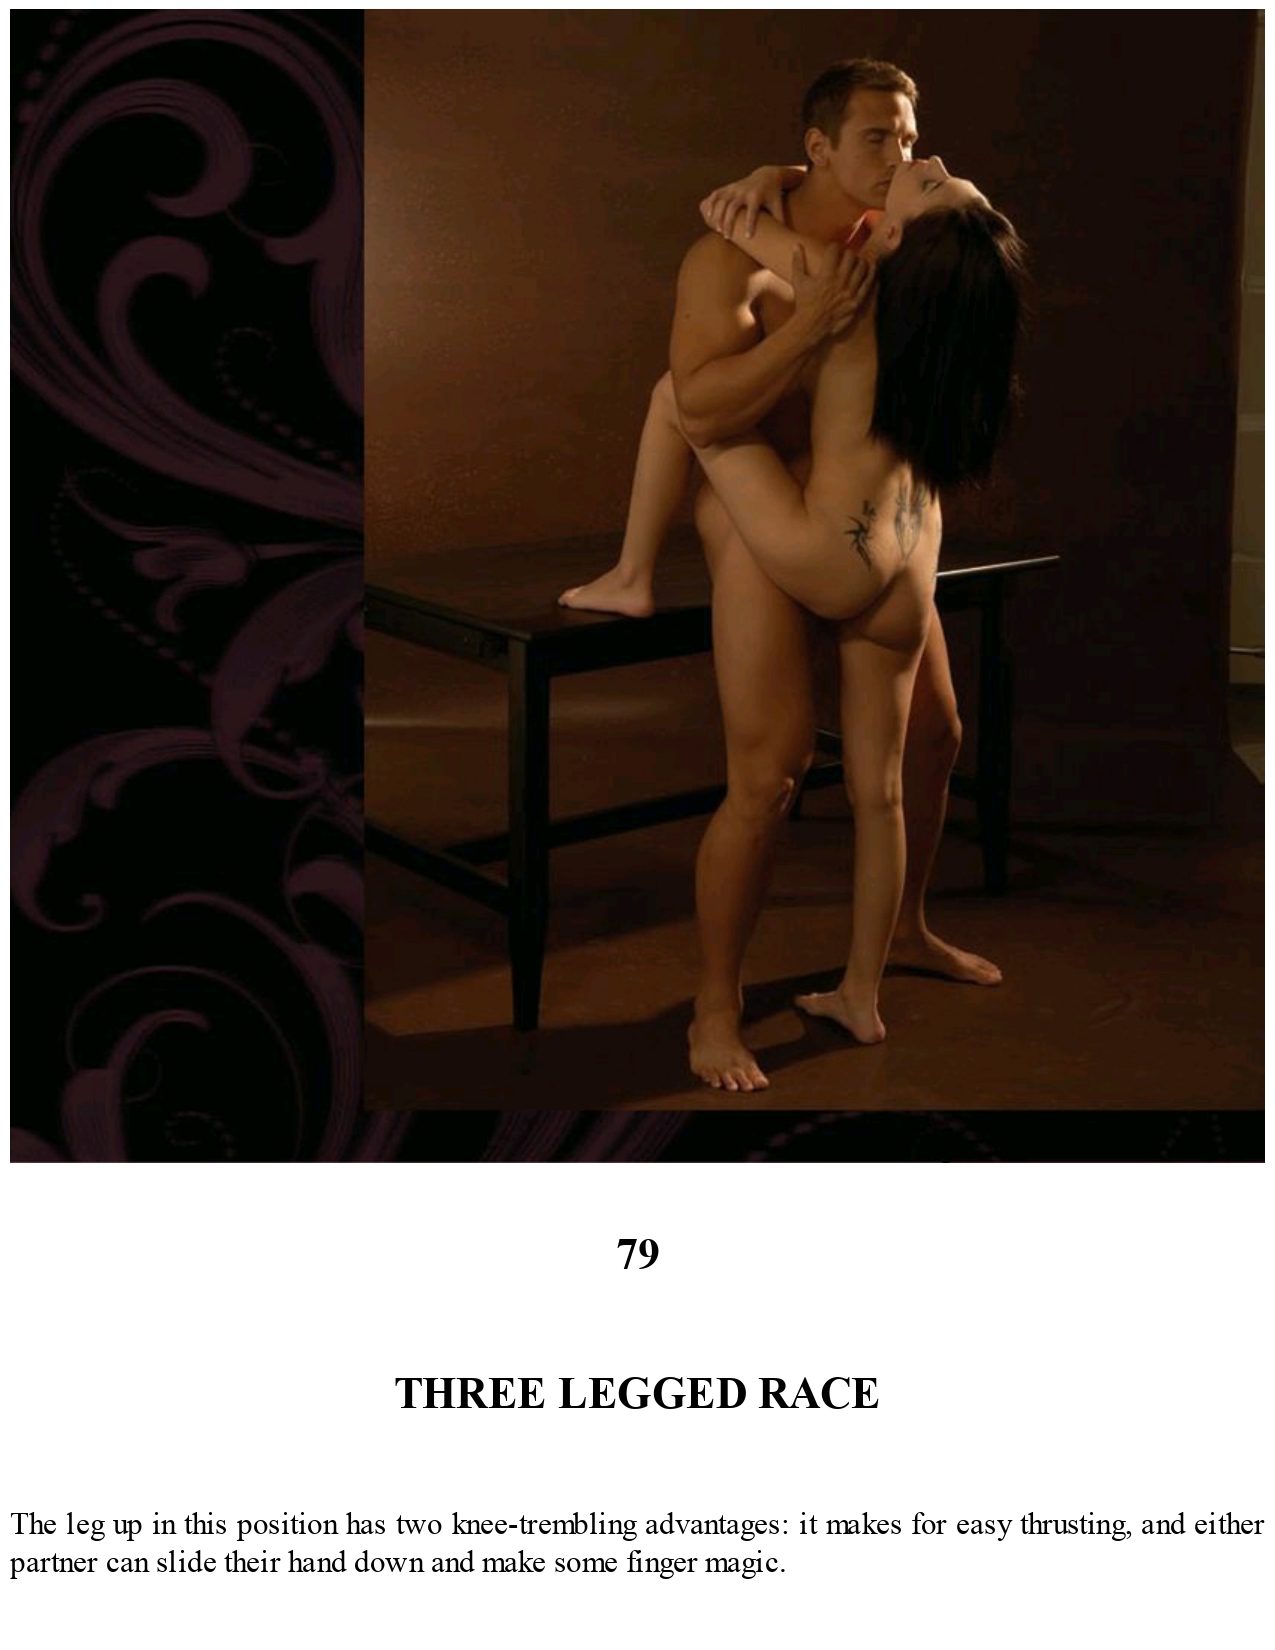 79
THREE LEGGED RACE
The leg up in this position has two knee-trembling advantages: it makes for easy thrusting, and either
partner can slide their hand down and make some finger magic.